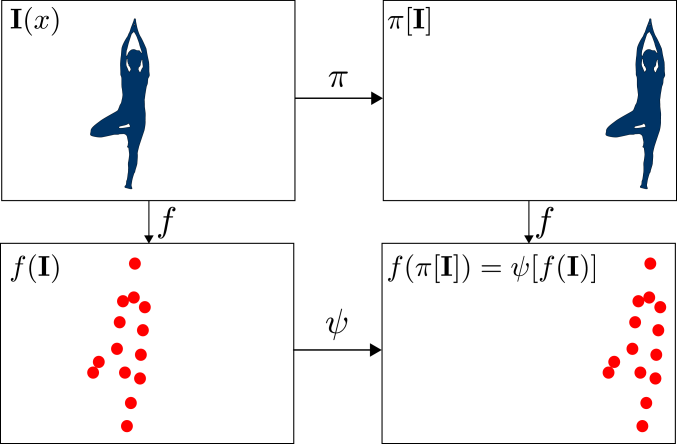 I(x)
π[I]
π
f
f
f(I)
f(π[I]) = ψ[f(I)]
ψ